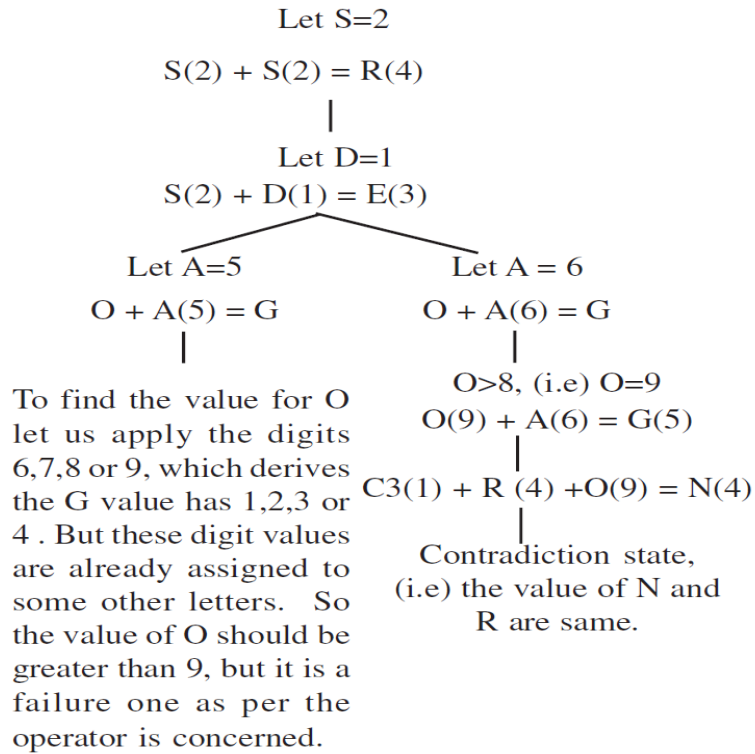 Let S=2
S(2) + S(2) = R(4)
Let D=1
S(2) + D(1) = E(3)
Let A=5
O + A(5) = G
To find the value for O
let us apply the digits
6,7,8 or 9, which derives
the G value has 1,2,3 or
4 . But these digit values
are already assigned to
some other letters. So
the value of O should be
greater than 9, but it is a
failure one as per the
operator is concerned.
Let A = 6
O + A(6) = G
O>8, (i.e) O=9
O(9) + A(6) = G(5)
C3(1) + R (4) +O(9) = N(4)
Contradiction state,
(i.e) the value of N and
R are same.